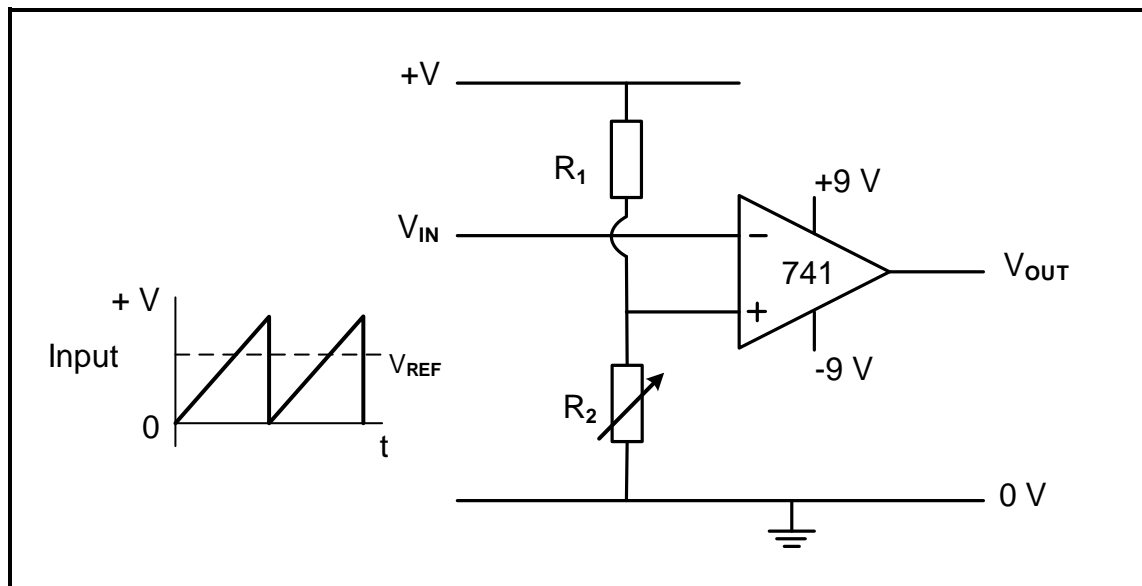 +V
R1
+9 V
VIN
−
741
VOUT
+
-9 V
+ V
Input
VREF
R2
0
t
0 V